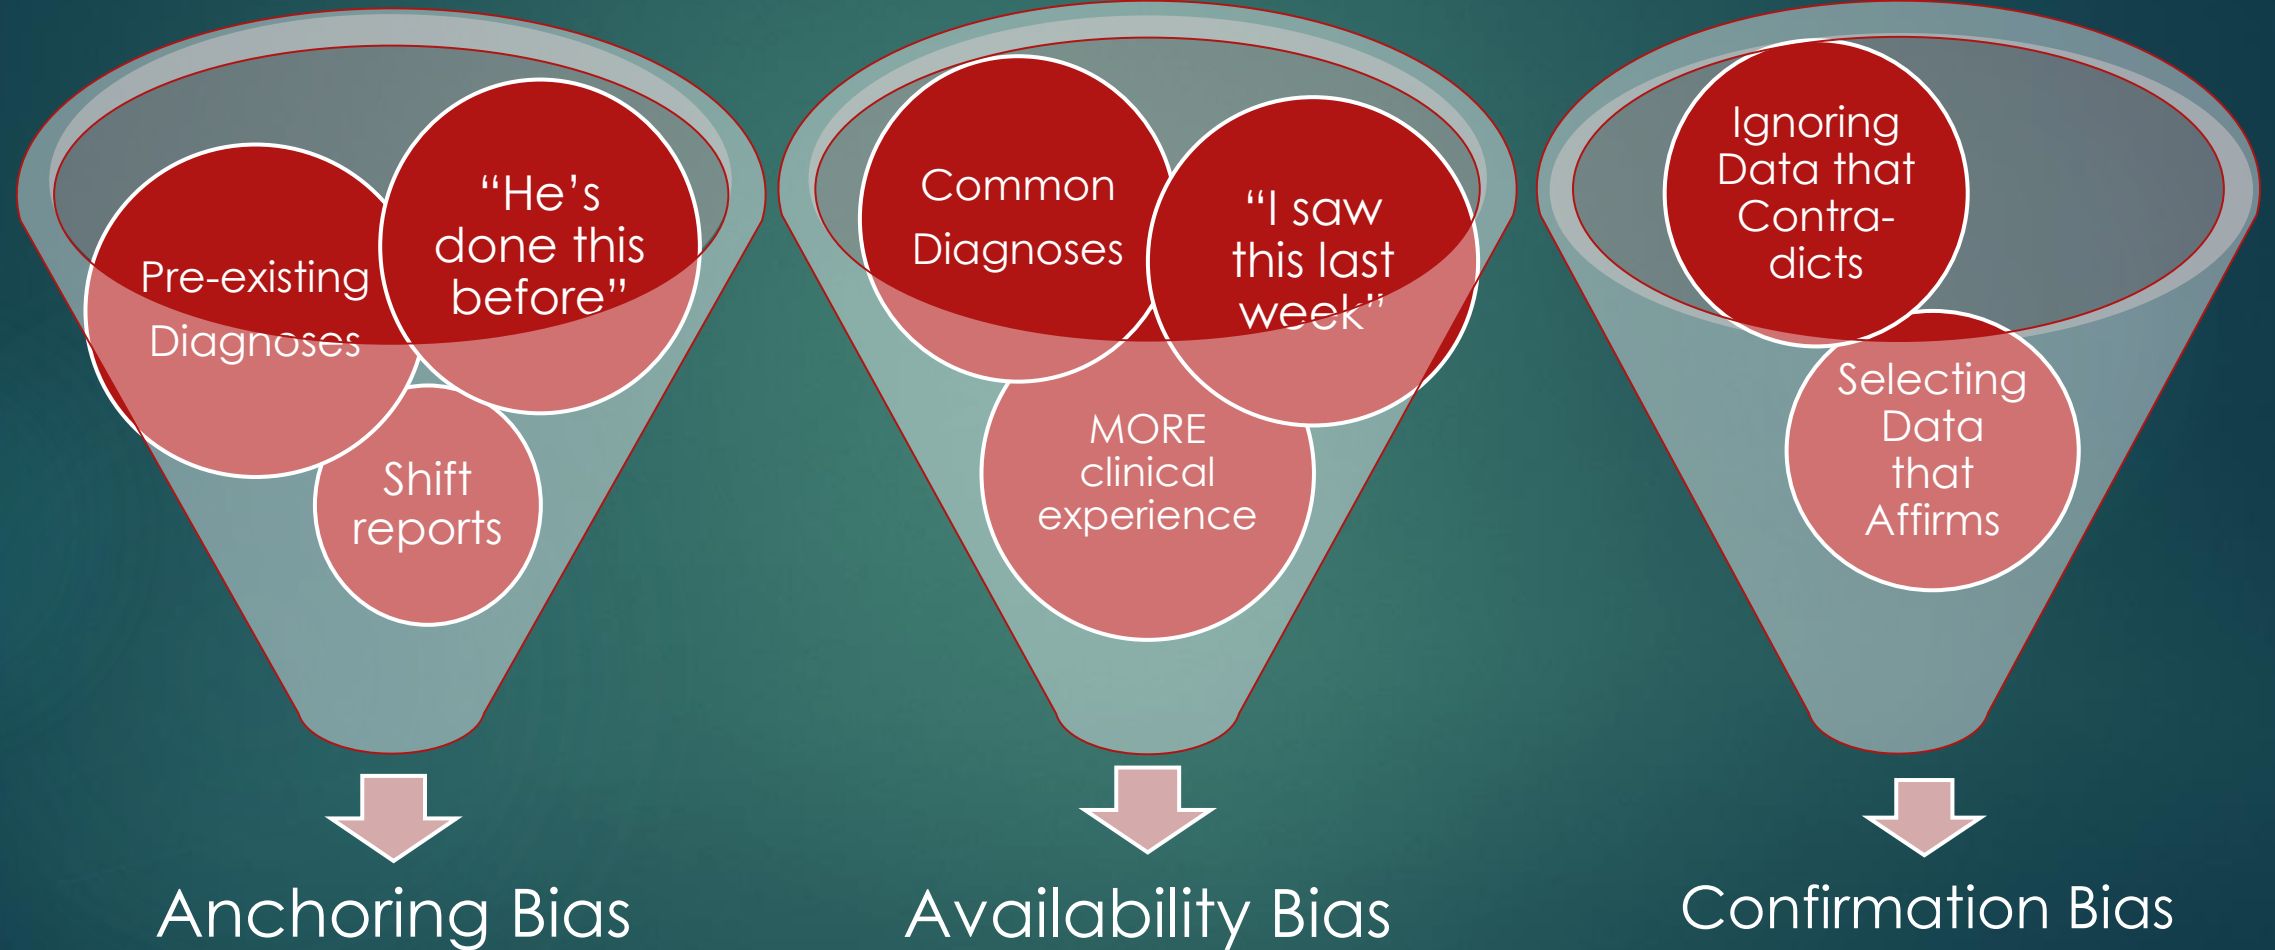 Pre-existing
Diagnoses
“He’s
done this
before”
Shift
reports
Anchoring Bias
Common
Diagnoses
“I saw
this last
week"
MORE
clinical
experience
Availability Bias
Ignoring
Data that
Contra-
dicts
Selecting
Data
that
Affirms
Confirmation Bias